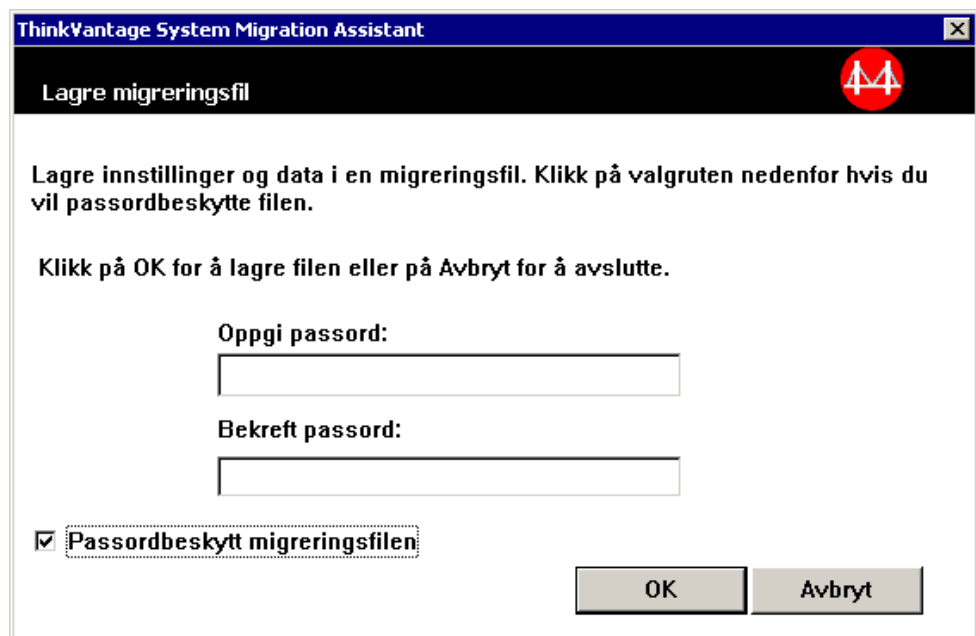 ThinkVantage System Migration Assistant
Lagre migreringsfil
Lagre innstillinger og data i en migreringsfil. Klikk på valgruten nedenfor hvis du
vil passordbeskytte filen.
Klikk på OK for å lagre filen eller på Avbryt for å avslutte.
Oppgi passord:
Bekreft passord:
Passordbeskytt migreringsfilen
OK
Avbryt